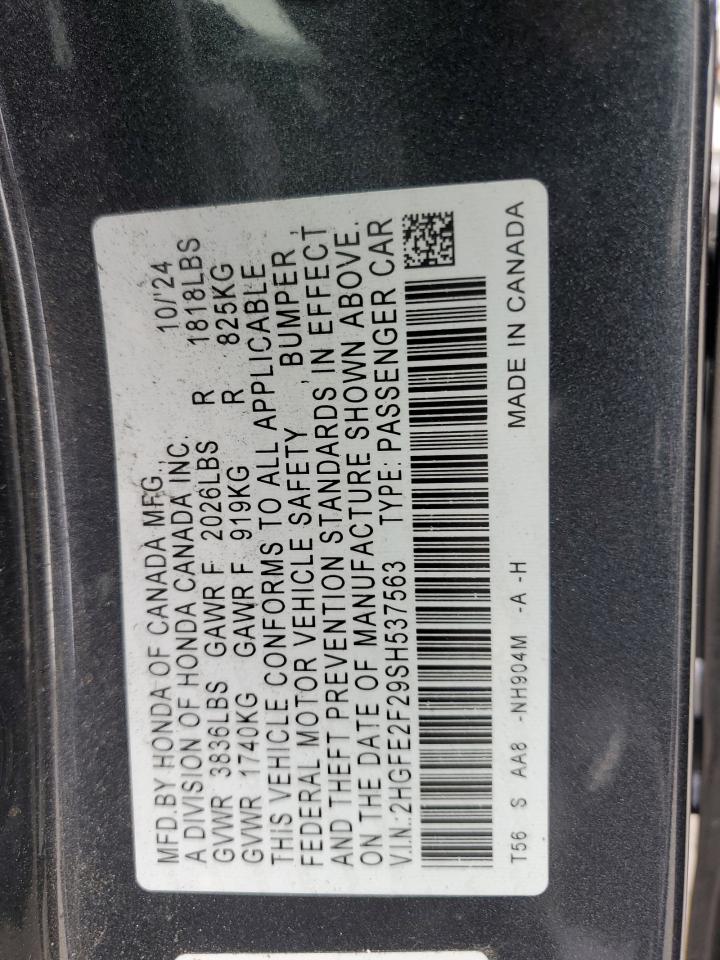 MFD.BY HONDA OF CANADA MFG., 10/'24
A DIVISION OF HONDA CANADA INC.
GVWR 3836LBS GAWR F 2026LBS R 1818LBS
GVWR 1740KG GAWR F 919KG R 825KG
THIS VEHICLE CONFORMS TO ALL APPLICABLE
FEDERAL MOTOR VEHICLE SAFETY , BUMPER ,
AND THEFT PREVENTION STANDARDS IN EFFECT
ON THE DATE OF MANUFACTURE SHOWN ABOVE.
V.I.N.:2HGFE2F29SH537563 TYPE: PASSENGER CAR
T56 S AA8 -NH904M -A -H MADE IN CANADA